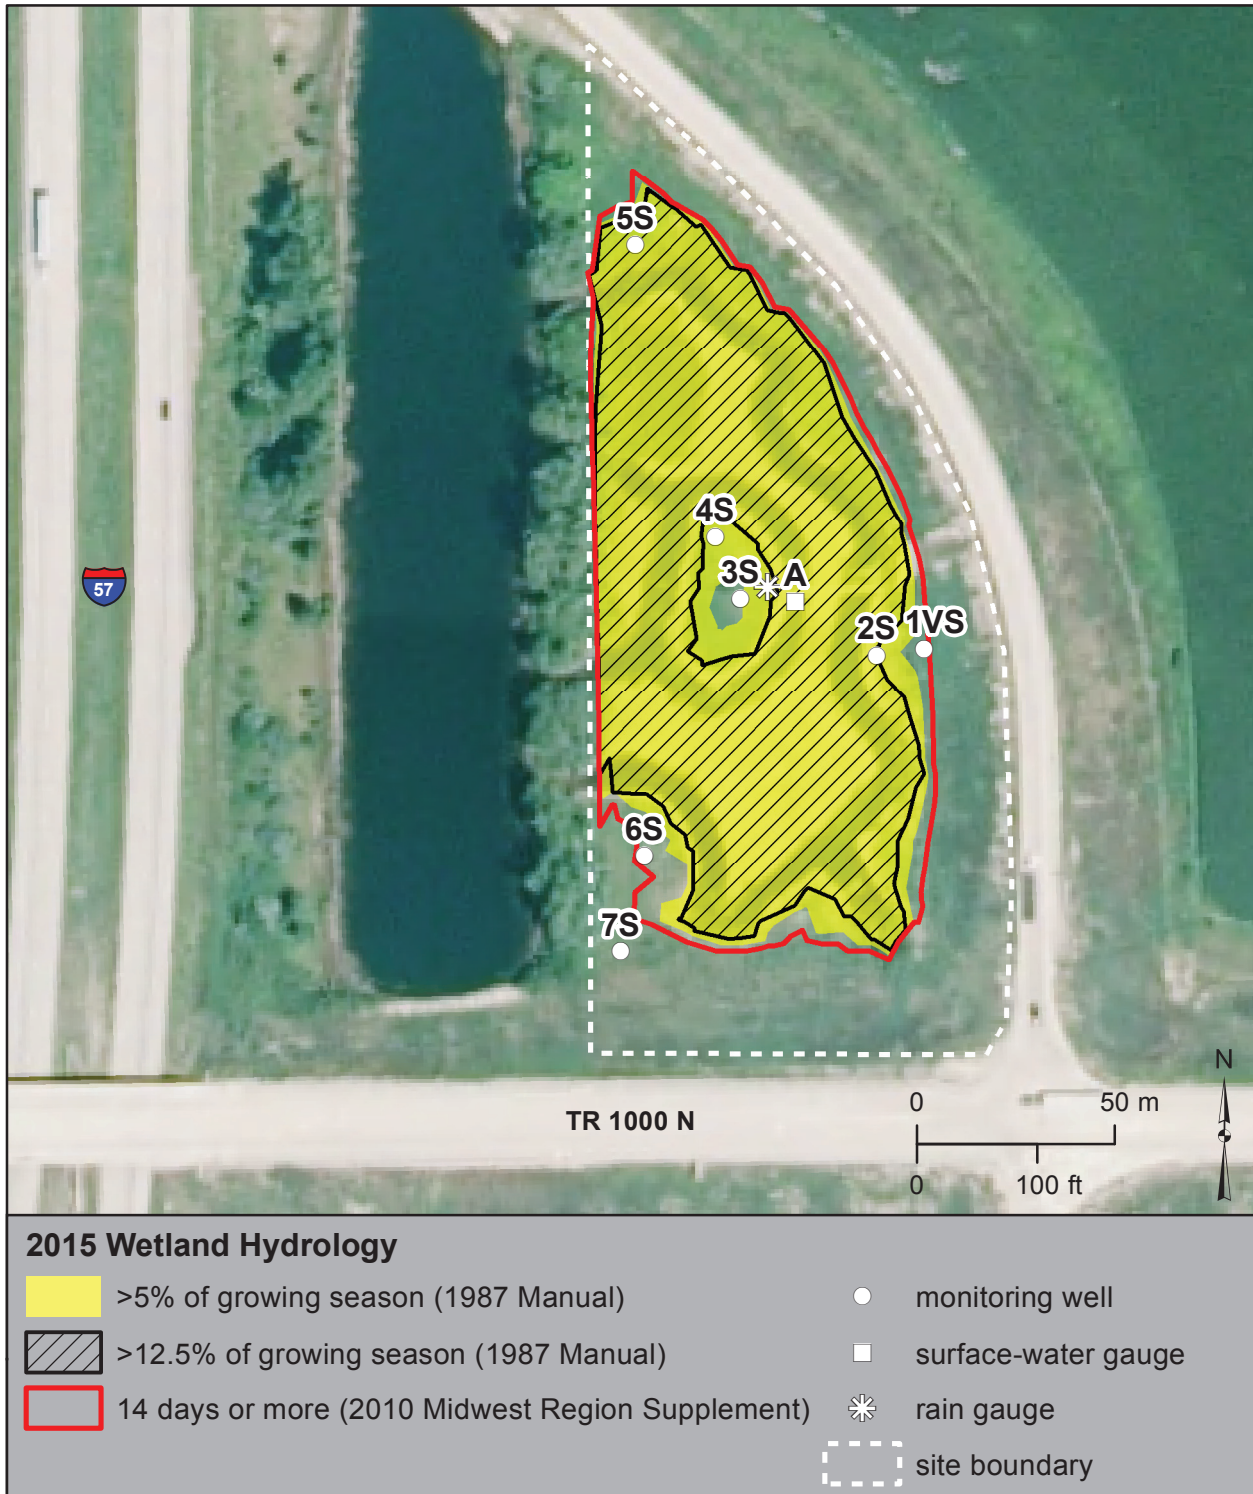 5S
4S
3S
A
2S
1VS
57
6S
7S
N
TR 1000 N
0
50 m
0
100 ft
2015 Wetland Hydrology
>5% of growing season (1987 Manual)
monitoring well
>12.5% of growing season (1987 Manual)
surface-water gauge
14 days or more (2010 Midwest Region Supplement)
rain gauge
site boundary